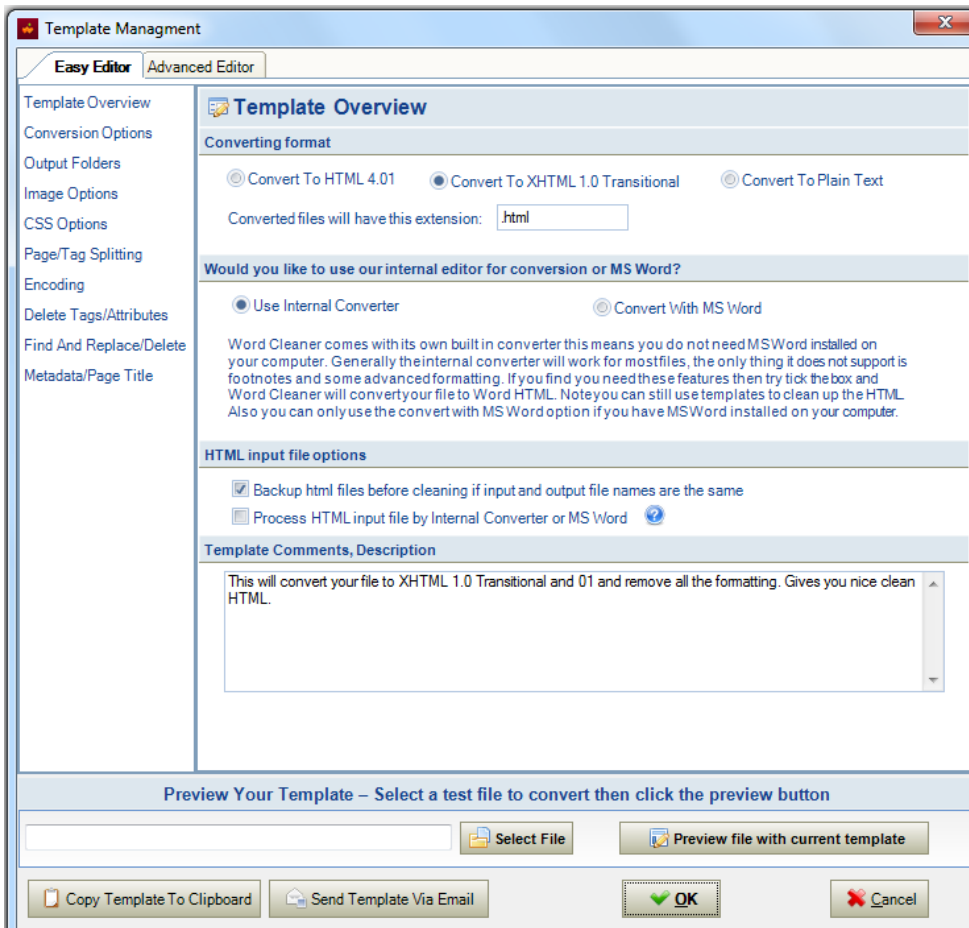 Template Managment
X
Easy Editor Advanced Editor
Template Overview
Conversion Options
Output Folders
Image Options
CSS Options
Page/Tag Splitting
Encoding
Delete Tags/Attributes
Find And Replace/Delete
Metadata/Page Title
Template Overview
Converting format
Convert To HTML 4.01 Convert To XHTML 1.0 Transitional Convert To Plain Text
Converted files will have this extension: .html
Would you like to use our internal editor for conversion or MS Word?
Use Internal Converter Convert With MS Word
Word Cleaner comes with its own built in converter this means you do not need MS Word installed on
your computer. Generally the internal converter will work for most files, the only thing it does not support is
footnotes and some advanced formatting. If you find you need these features then try tick the box and
Word Cleaner will convert your file to Word HTML. Note you can still use templates to clean up the HTML.
Also you can only use the convert with MS Word option if you have MS Word installed on your computer.
HTML input file options
Backup html files before cleaning if input and output file names are the same
Process HTML input file by Internal Converter or MS Word ?
Template Comments, Description
This will convert your file to XHTML 1.0 Transitional and 01 and remove all the formatting. Gives you nice clean
HTML.
Preview Your Template – Select a test file to convert then click the preview button
Select File Preview file with current template
Copy Template To Clipboard Send Template Via Email OK Cancel